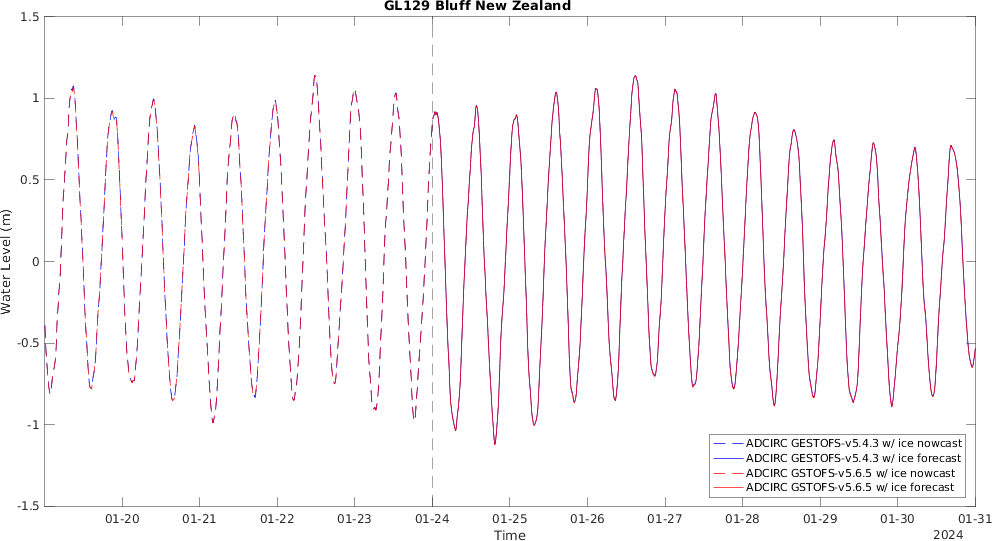 GL129 Bluff New Zealand
1.5
1
0.5
0
-0.5
-1
-1.5
Water Level (m)
ADCIRC GESTOFS-v5.4.3 w/ ice nowcast
ADCIRC GESTOFS-v5.4.3 w/ ice forecast
ADCIRC GSTOFS-v5.6.5 w/ ice nowcast
ADCIRC GSTOFS-v5.6.5 w/ ice forecast
01-20 01-21 01-22 01-23 01-24 01-25 01-26 01-27 01-28 01-29 01-30 01-31
Time
2024